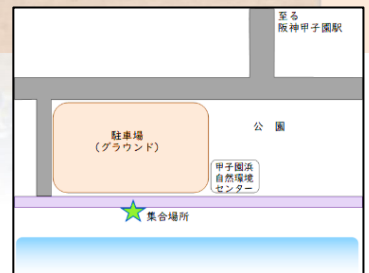 至る
阪神甲子園駅
駐車場
（グラウンド）
公　園
甲子園浜
自然環境
センター
集合場所